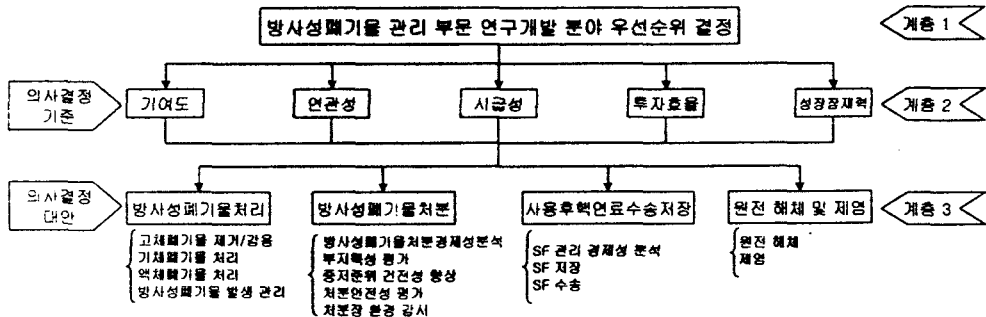 방사성폐기물 관리 부문 연구개발 분야 우선순위 결정
계층 1
의사결정
기준
기여도
연관성
시급성
투자효율
성장잠재력
계층 2
의사결정
대안
방사성폐기물처리
방사성폐기물처분
사용후핵연료수송저장
원전 해체 및 제염
계층 3
고체폐기물 제거/감용
기체폐기물 처리
액체폐기물 처리
방사성폐기물 발생 관리
방사성폐기물처분경제성분석
부지특성 평가
중저준위 건전성 향상
처분안전성 평가
처분장 환경 감시
SF 관리 경제성 분석
SF 저장
SF 수송
원전 해체
제염